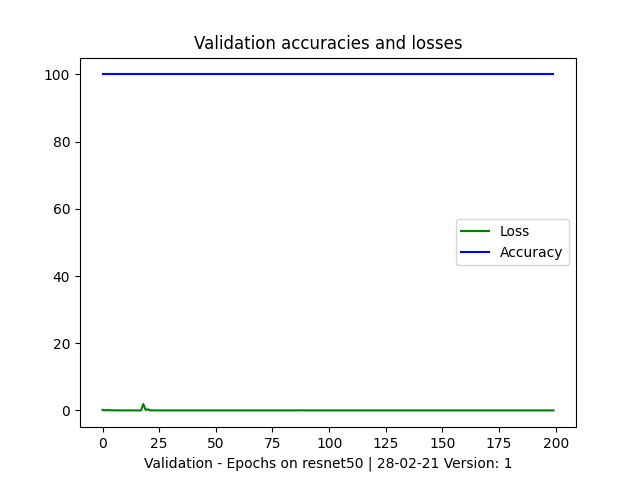 Validation accuracies and losses
100
80
60
40
20
0
Loss
Accuracy
0 25 50 75 100 125 150 175 200
Validation - Epochs on resnet50 | 28-02-21 Version: 1